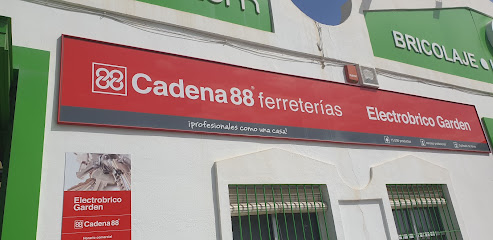 BRICOLAJE
88 Cadena88 ferreterías
Electrobrico Garden
¡profesionales como una casa!
Electrobrico
Garden
88 Cadena88